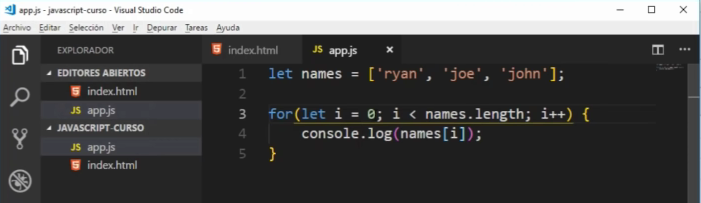 app.js - javascript-curso - Visual Studio Code
Archivo Editar Selección Ver Ir Depurar Tareas Ayuda
EXPLORADOR
EDITORES ABIERTOS
index.html
JS app.js
JAVASCRIPT-CURSO
JS app.js
index.html
index.html JS app.js ×
1 let names = ['ryan', 'joe', 'john'];
2
3 for(let i = 0; i < names.length; i++) {
4 console.log(names[i]);
5 }